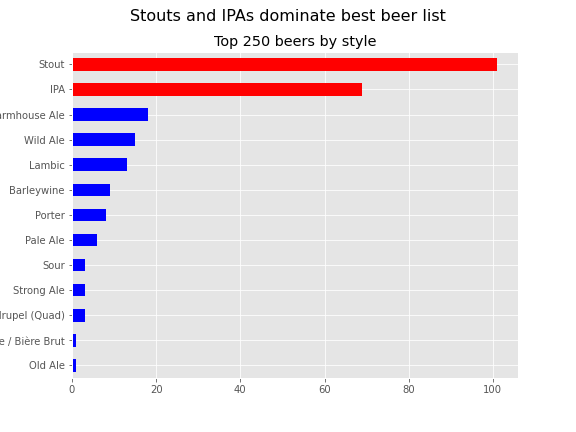 Stouts and IPAs dominate best beer list
Top 250 beers by style
Stout
IPA
armhouse Ale
Wild Ale
Lambic
Barleywine
Porter
Pale Ale
Sour
Strong Ale
drupel (Quad)
e / Bière Brut
Old Ale
0 20 40 60 80 100